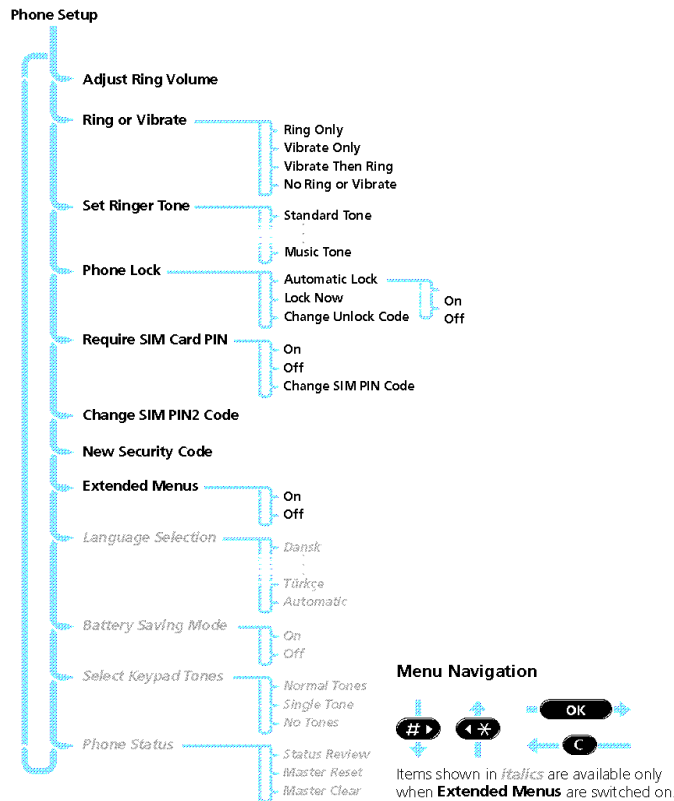 Phone Setup
Adjust Ring Volume
Ring or Vibrate
Ring Only
Vibrate Only
Vibrate Then Ring
No Ring or Vibrate
Set Ringer Tone
Standard Tone
Music Tone
Phone Lock
Automatic Lock
On
Off
Lock Now
Change Unlock Code
Require SIM Card PIN
On
Off
Change SIM PIN Code
Change SIM PIN2 Code
New Security Code
Extended Menus
On
Off
Language Selection
Dansk
Türkçe
Automatic
Battery Saving Mode
On
Off
Select Keypad Tones
Normal Tones
Single Tone
No Tones
Phone Status
Status Review
Master Reset
Master Clear
Menu Navigation
# ▶
◀ *
OK
C
Items shown in italics are available only
when Extended Menus are switched on.